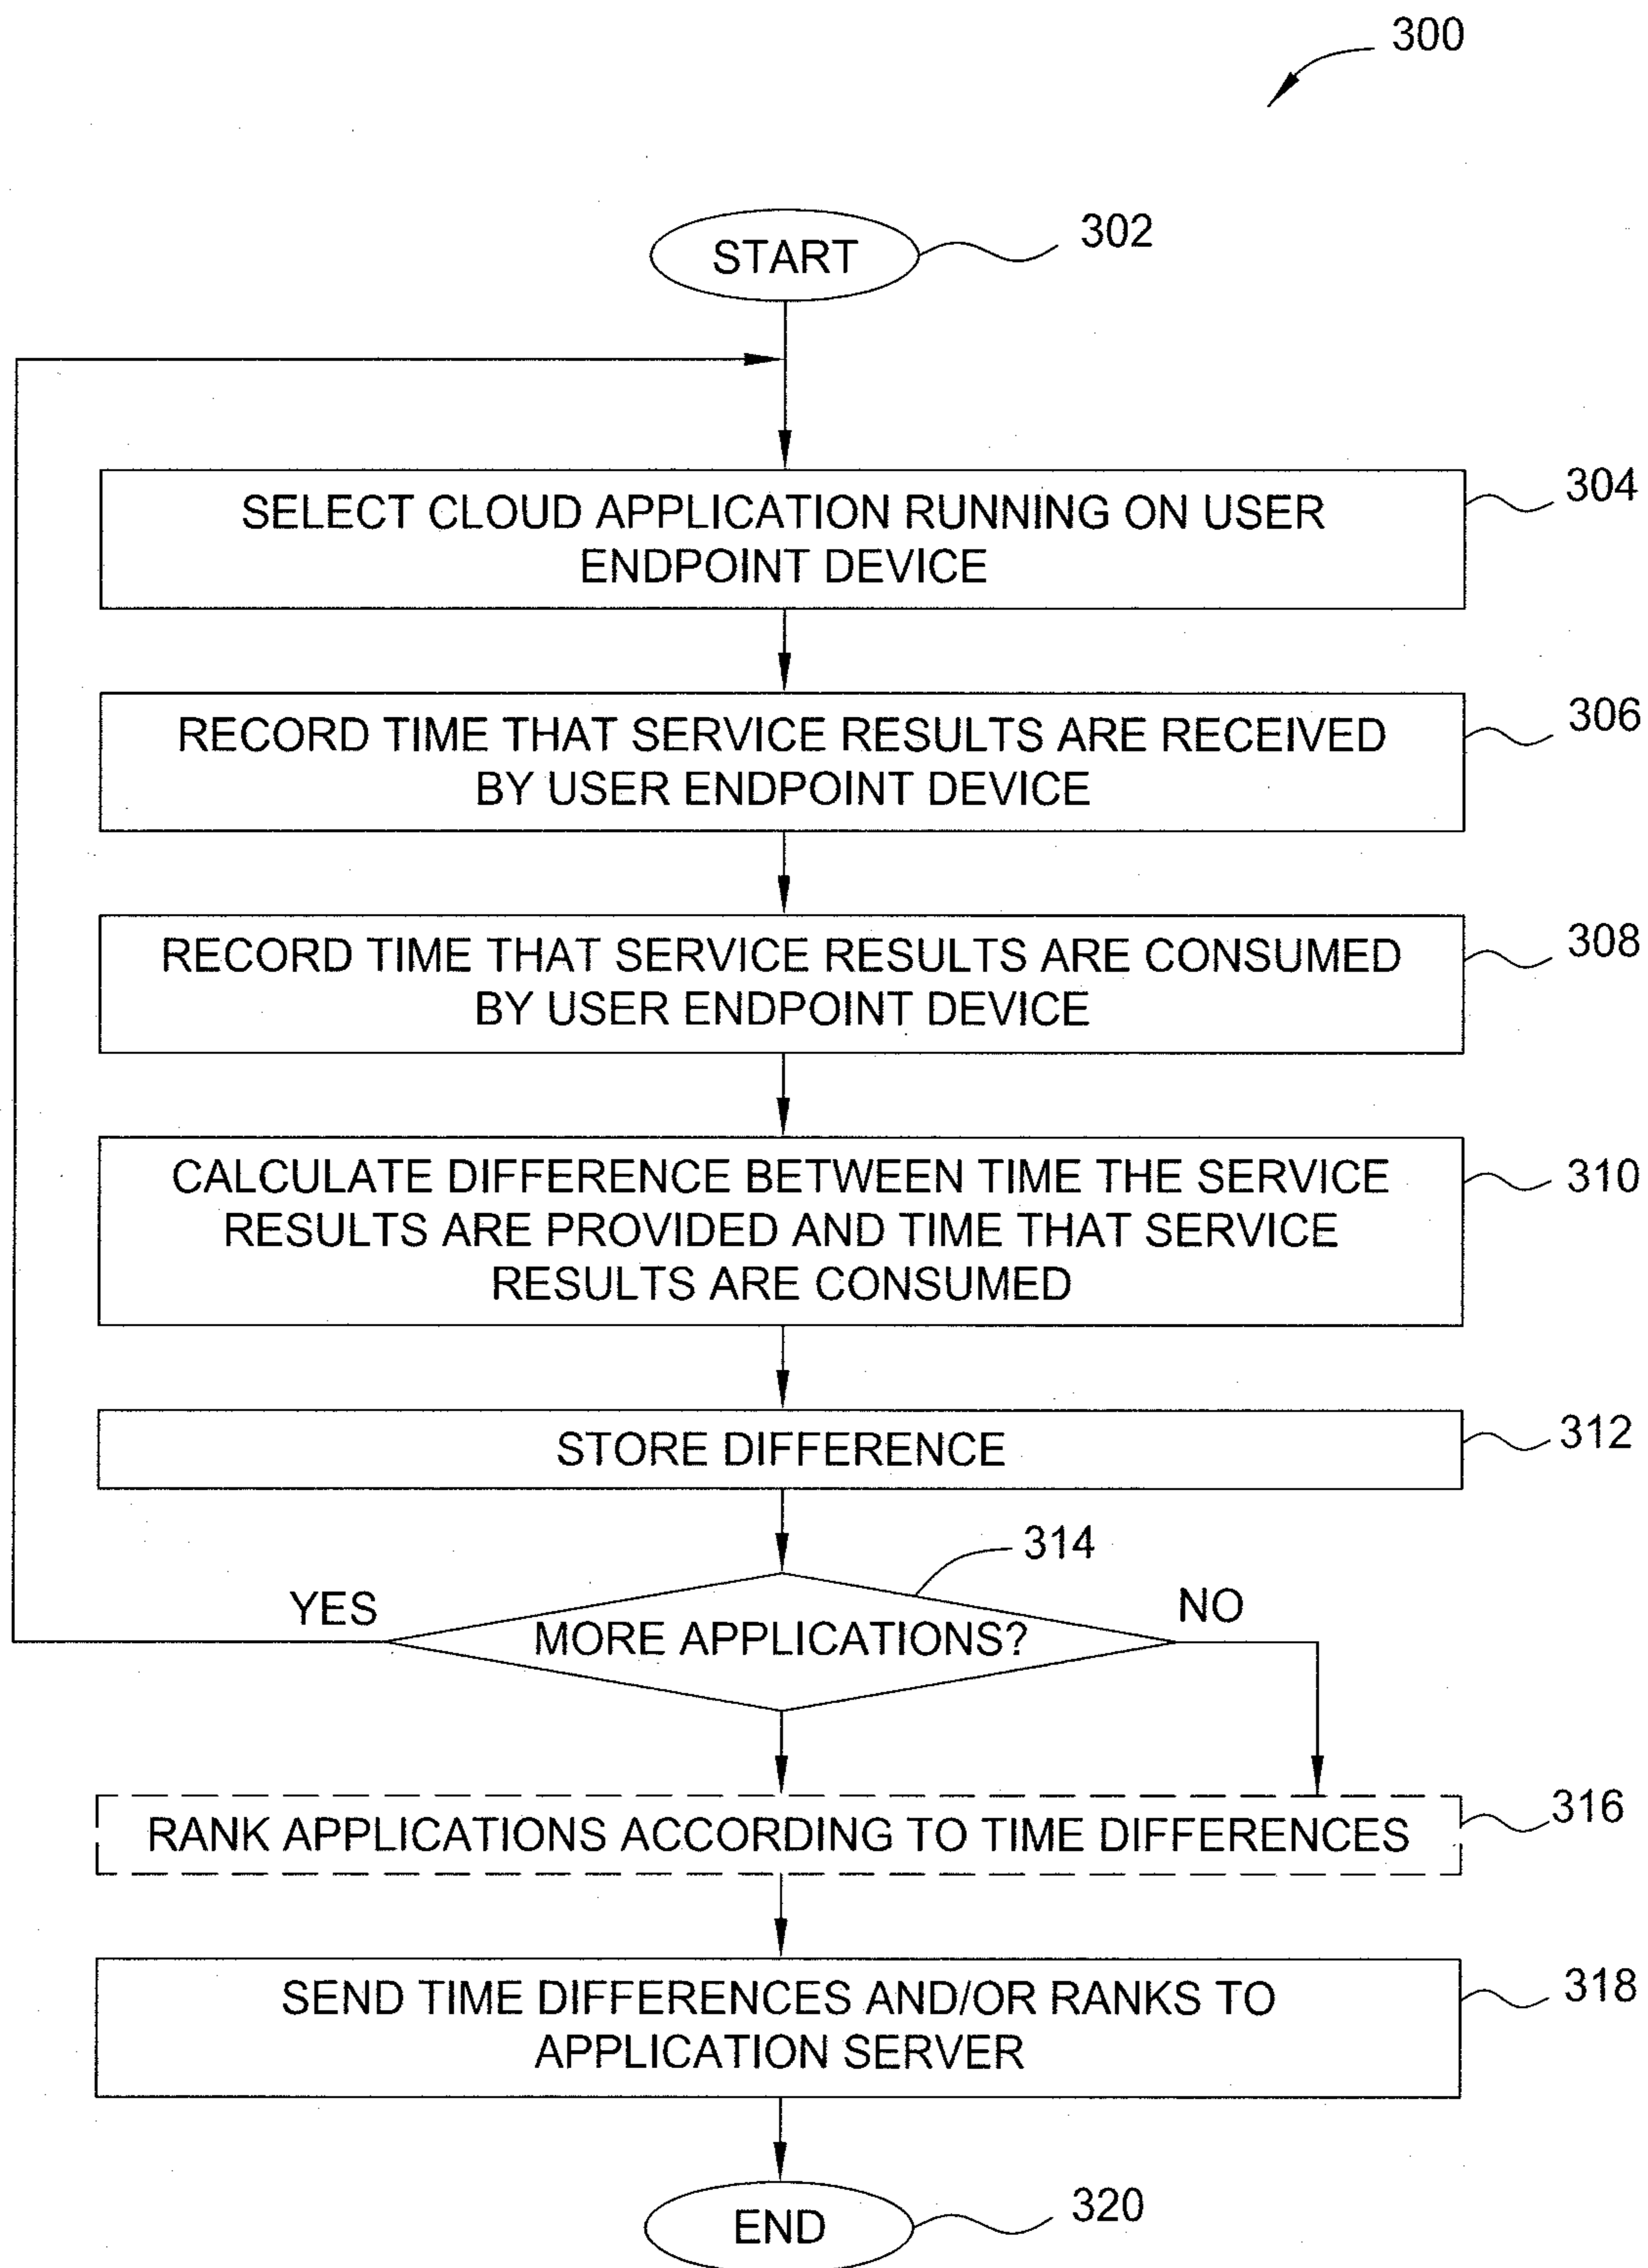 300
START
302
SELECT CLOUD APPLICATION RUNNING ON USER
ENDPOINT DEVICE
304
RECORD TIME THAT SERVICE RESULTS ARE RECEIVED
BY USER ENDPOINT DEVICE
306
RECORD TIME THAT SERVICE RESULTS ARE CONSUMED
BY USER ENDPOINT DEVICE
308
CALCULATE DIFFERENCE BETWEEN TIME THE SERVICE
RESULTS ARE PROVIDED AND TIME THAT SERVICE
RESULTS ARE CONSUMED
310
STORE DIFFERENCE
312
314
YES
MORE APPLICATIONS?
NO
RANK APPLICATIONS ACCORDING TO TIME DIFFERENCES
316
SEND TIME DIFFERENCES AND/OR RANKS TO
APPLICATION SERVER
318
END
320